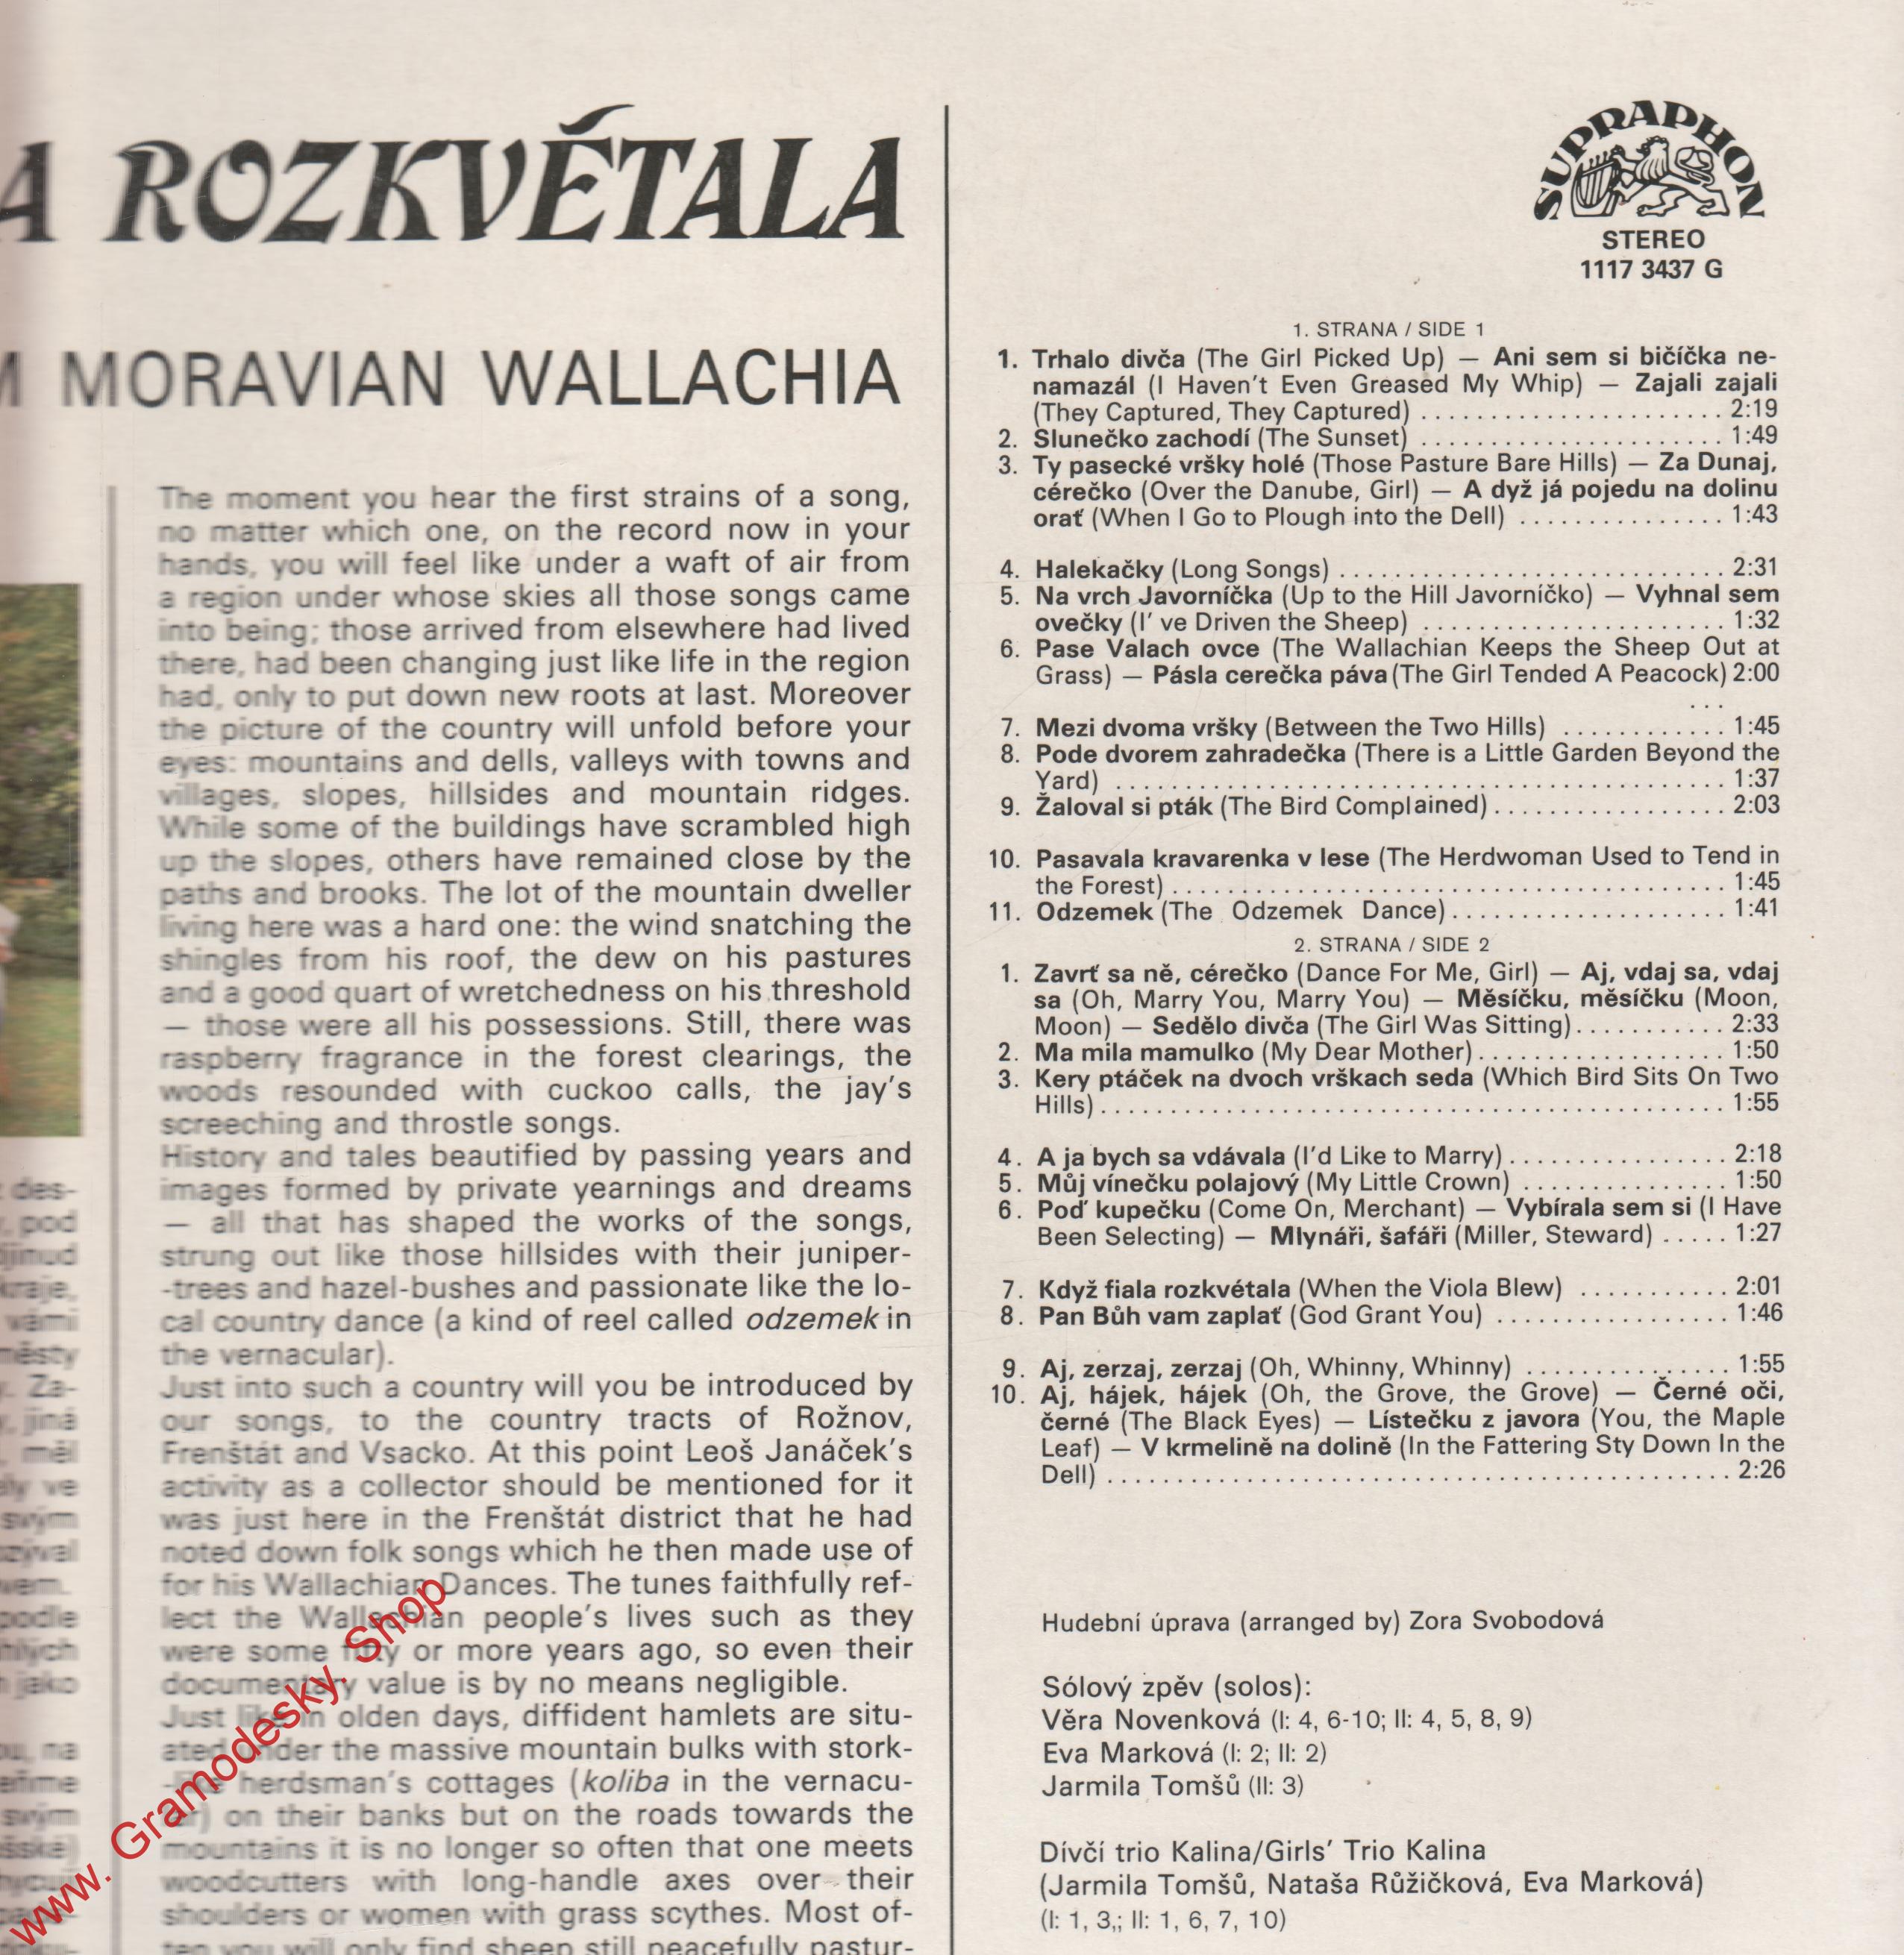 A ROZKVÉTALA
MORAVIAN WALLACHIA
des-
, pod
kraje,
vámi
městy
. Za-
, jiná
, měl
ve
svým
podle
jako
, na
svým
The moment you hear the first strains of a song,
no matter which one, on the record now in your
hands, you will feel like under a waft of air from
a region under whose skies all those songs came
into being; those arrived from elsewhere had lived
there, had been changing just like life in the region
had, only to put down new roots at last. Moreover
the picture of the country will unfold before your
eyes: mountains and dells, valleys with towns and
villages, slopes, hillsides and mountain ridges.
While some of the buildings have scrambled high
up the slopes, others have remained close by the
paths and brooks. The lot of the mountain dweller
living here was a hard one: the wind snatching the
shingles from his roof, the dew on his pastures
and a good quart of wretchedness on his threshold
— those were all his possessions. Still, there was
raspberry fragrance in the forest clearings, the
woods resounded with cuckoo calls, the jay's
screeching and throstle songs.
History and tales beautified by passing years and
images formed by private yearnings and dreams
— all that has shaped the works of the songs,
strung out like those hillsides with their juniper-
-trees and hazel-bushes and passionate like the lo-
cal country dance (a kind of reel called odzemek in
the vernacular).
Just into such a country will you be introduced by
our songs, to the country tracts of Rožnov,
Frenštát and Vsacko. At this point Leoš Janáček's
activity as a collector should be mentioned for it
was just here in the Frenštát district that he had
noted down folk songs which he then made use of
for his Wallachian Dances. The tunes faithfully ref-
lect the Wallachian people's lives such as they
were some fifty or more years ago, so even their
documentary value is by no means negligible.
Just like in olden days, diffident hamlets are situ-
ated under the massive mountain bulks with stork-
-like herdsman's cottages (koliba in the vernacu-
lar) on their banks but on the roads towards the
mountains it is no longer so often that one meets
woodcutters with long-handle axes over their
shoulders or women with grass scythes. Most of-
ten you will only find sheep still peacefully pastur-
SUPRAPHON
STEREO
1117 3437 G
1. STRANA / SIDE 1
1. Trhalo divča (The Girl Picked Up) — Ani sem si bičíčka ne-
namazál (I Haven't Even Greased My Whip) — Zajali zajali
(They Captured, They Captured) ...................... 2:19
2. Slunečko zachodí (The Sunset) ...................... 1:49
3. Ty pasecké vršky holé (Those Pasture Bare Hills) — Za Dunaj,
cérečko (Over the Danube, Girl) — A dyž já pojedu na dolinu
orať (When I Go to Plough into the Dell) ............... 1:43
4. Halekačky (Long Songs) ............................ 2:31
5. Na vrch Javorníčka (Up to the Hill Javorníčko) — Vyhnal sem
ovečky (I' ve Driven the Sheep) ...................... 1:32
6. Pase Valach ovce (The Wallachian Keeps the Sheep Out at
Grass) — Pásla cerečka páva (The Girl Tended A Peacock) 2:00
...
7. Mezi dvoma vršky (Between the Two Hills) ............ 1:45
8. Pode dvorem zahradečka (There is a Little Garden Beyond the
Yard) ............................................ 1:37
9. Žaloval si pták (The Bird Complained)................. 2:03
10. Pasavala kravarenka v lese (The Herdwoman Used to Tend in
the Forest)........................................ 1:45
11. Odzemek (The Odzemek Dance).................... 1:41
2. STRANA / SIDE 2
1. Zavrť sa ně, cérečko (Dance For Me, Girl) — Aj, vdaj sa, vdaj
sa (Oh, Marry You, Marry You) — Měsíčku, měsíčku (Moon,
Moon) — Sedělo divča (The Girl Was Sitting)........... 2:33
2. Ma mila mamulko (My Dear Mother).................. 1:50
3. Kery ptáček na dvoch vrškach seda (Which Bird Sits On Two
Hills)............................................. 1:55
4. A ja bych sa vdávala (I'd Like to Marry)................ 2:18
5. Můj vínečku polajový (My Little Crown) ............... 1:50
6. Poď kupečku (Come On, Merchant) — Vybírala sem si (I Have
Been Selecting) — Mlynáři, šafáři (Miller, Steward) ..... 1:27
7. Když fiala rozkvétala (When the Viola Blew) ........... 2:01
8. Pan Bůh vam zaplať (God Grant You) ................. 1:46
9. Aj, zerzaj, zerzaj (Oh, Whinny, Whinny) ............... 1:55
10. Aj, hájek, hájek (Oh, the Grove, the Grove) — Černé oči,
černé (The Black Eyes) — Lístečku z javora (You, the Maple
Leaf) — V krmelině na dolině (In the Fattering Sty Down In the
Dell) ............................................. 2:26
Hudební úprava (arranged by) Zora Svobodová
Sólový zpěv (solos):
Věra Novenková (I: 4, 6-10; II: 4, 5, 8, 9)
Eva Marková (I: 2; II: 2)
Jarmila Tomšů (II: 3)
Dívčí trio Kalina/Girls' Trio Kalina
(Jarmila Tomšů, Nataša Růžičková, Eva Marková)
(I: 1, 3,; II: 1, 6, 7, 10)
www. Gramodesky. Shop